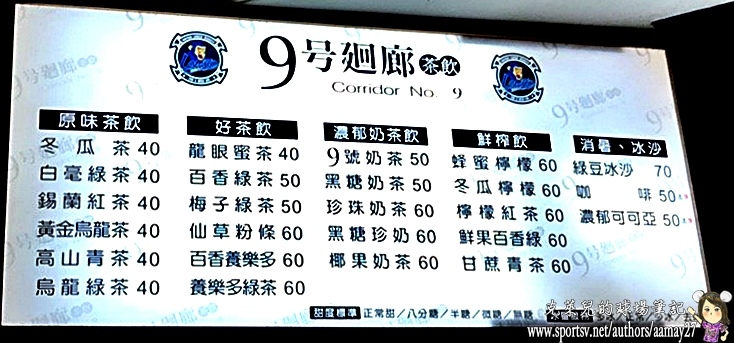 9号廻廊茶飲
Corridor No. 9
原味茶飲
冬瓜茶 40
白毫綠茶 40
錫蘭紅茶 40
黃金烏龍茶 40
高山青茶 40
烏龍綠茶 40
好茶飲
龍眼蜜茶 40
百香綠茶 50
梅子綠茶 50
仙草粉條 60
百香養樂多 60
養樂多綠茶 60
濃郁奶茶飲
9號奶茶 50
黑糖奶茶 50
珍珠奶茶 60
黑糖珍奶 60
椰果奶茶 60
鮮榨飲
蜂蜜檸檬 60
冬瓜檸檬 60
檸檬紅茶 60
鮮果百香綠 60
甘蔗青茶 60
消暑、冰沙
綠豆冰沙 70
咖啡 50
濃郁可可亞 50
甜度標準 正常甜／八分糖／半糖／微糖／無糖
克萊兒的球場筆記
www.sportsv.net/authors/aamay27